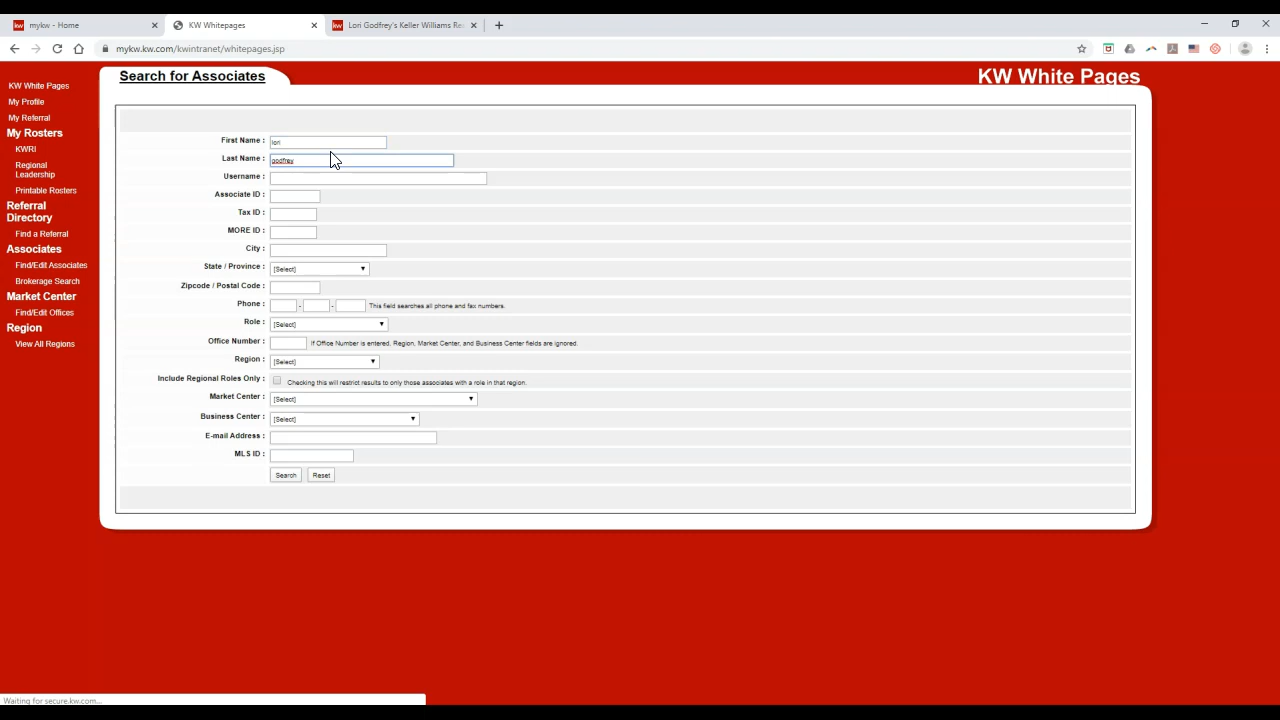 mykw - Home
KW Whitepages
Lori Godfrey's Keller Williams Re
mykw.kw.com/kwintranet/whitepages.jsp
Search for Associates
KW White Pages
KW White Pages
My Profile
My Referral
My Rosters
KWRI
Regional
Leadership
Printable Rosters
Referral
Directory
Find a Referral
Associates
Find/Edit Associates
Brokerage Search
Market Center
Find/Edit Offices
Region
View All Regions
First Name : lori
Last Name : godfrey
Username :
Associate ID :
Tax ID :
MORE ID :
City :
State / Province : [Select]
Zipcode / Postal Code :
Phone : - - This field searches all phone and fax numbers.
Role : [Select]
Office Number : If Office Number is entered. Region, Market Center, and Business Center fields are ignored.
Region : [Select]
Include Regional Roles Only : Checking this will restrict results to only those associates with a role in that region.
Market Center : [Select]
Business Center : [Select]
E-mail Address :
MLS ID :
Search Reset
Waiting for secure.kw.com...